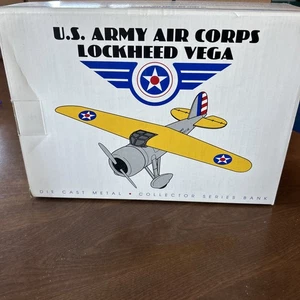 U.S. ARMY AIR CORPS
LOCKHEED VEGA
DIE CAST METAL • COLLECTOR SERIES BANK